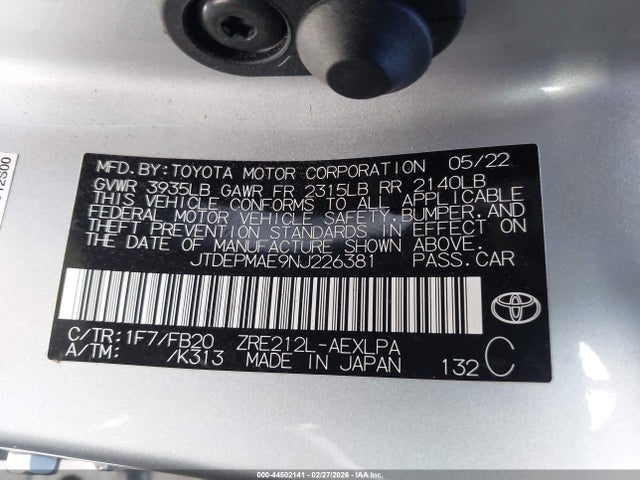 MFD. BY: TOYOTA MOTOR CORPORATION 05/22
GVWR 3935LB GAWR FR 2315LB RR 2140LB
THIS VEHICLE CONFORMS TO ALL APPLICABLE
FEDERAL MOTOR VEHICLE SAFETY, BUMPER, AND
THEFT PREVENTION STANDARDS IN EFFECT ON
THE DATE OF MANUFACTURE SHOWN ABOVE.
JTDEPMAE9NJ226381 PASS. CAR
C/TR: 1F7/FB20 ZRE212L-AEXLPA
A/TM: /K313 MADE IN JAPAN 132 C
000-44502141 - 02/27/2026 - COPYRIGHT IAA